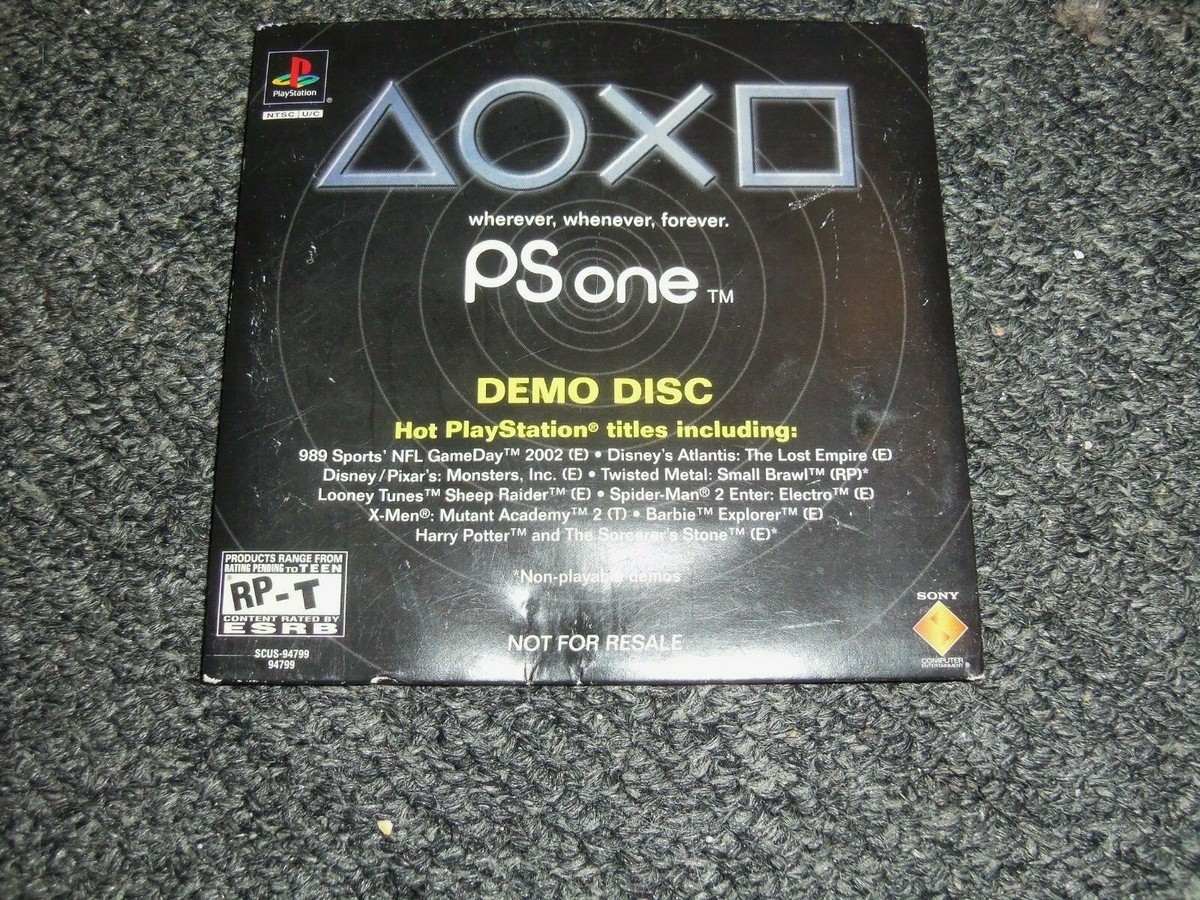 PlayStation
®
NTSC U/C
wherever, whenever, forever.
PS one ™
DEMO DISC
Hot PlayStation® titles including:
989 Sports' NFL GameDay™ 2002 (E) • Disney's Atlantis: The Lost Empire (E)
Disney/Pixar's: Monsters, Inc. (E) • Twisted Metal: Small Brawl™ (RP)*
Looney Tunes™ Sheep Raider™ (E) • Spider-Man® 2 Enter: Electro™ (E)
X-Men®: Mutant Academy™ 2 (T) • Barbie™ Explorer™ (E)
Harry Potter™ and The Sorcerer's Stone™ (E)*
*Non-playable demos
NOT FOR RESALE
PRODUCTS RANGE FROM
RATING PENDING TO TEEN
RP-T
CONTENT RATED BY
ESRB
SCUS-94799
94799
SONY
COMPUTER
ENTERTAINMENT